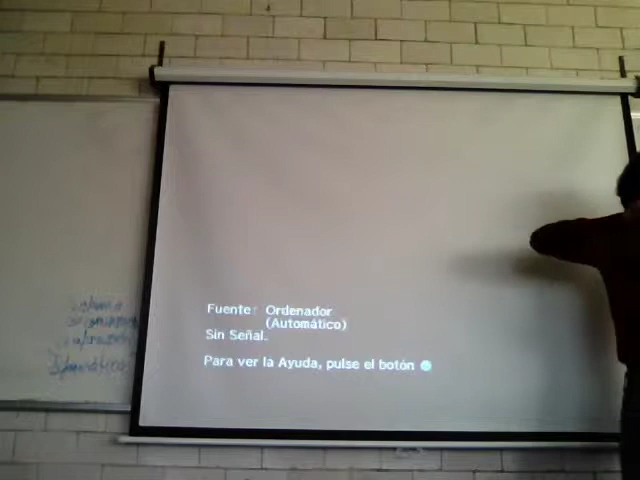 Fuente: Ordenador
(Automático)
Sin Señal.
Para ver la Ayuda, pulse el botón